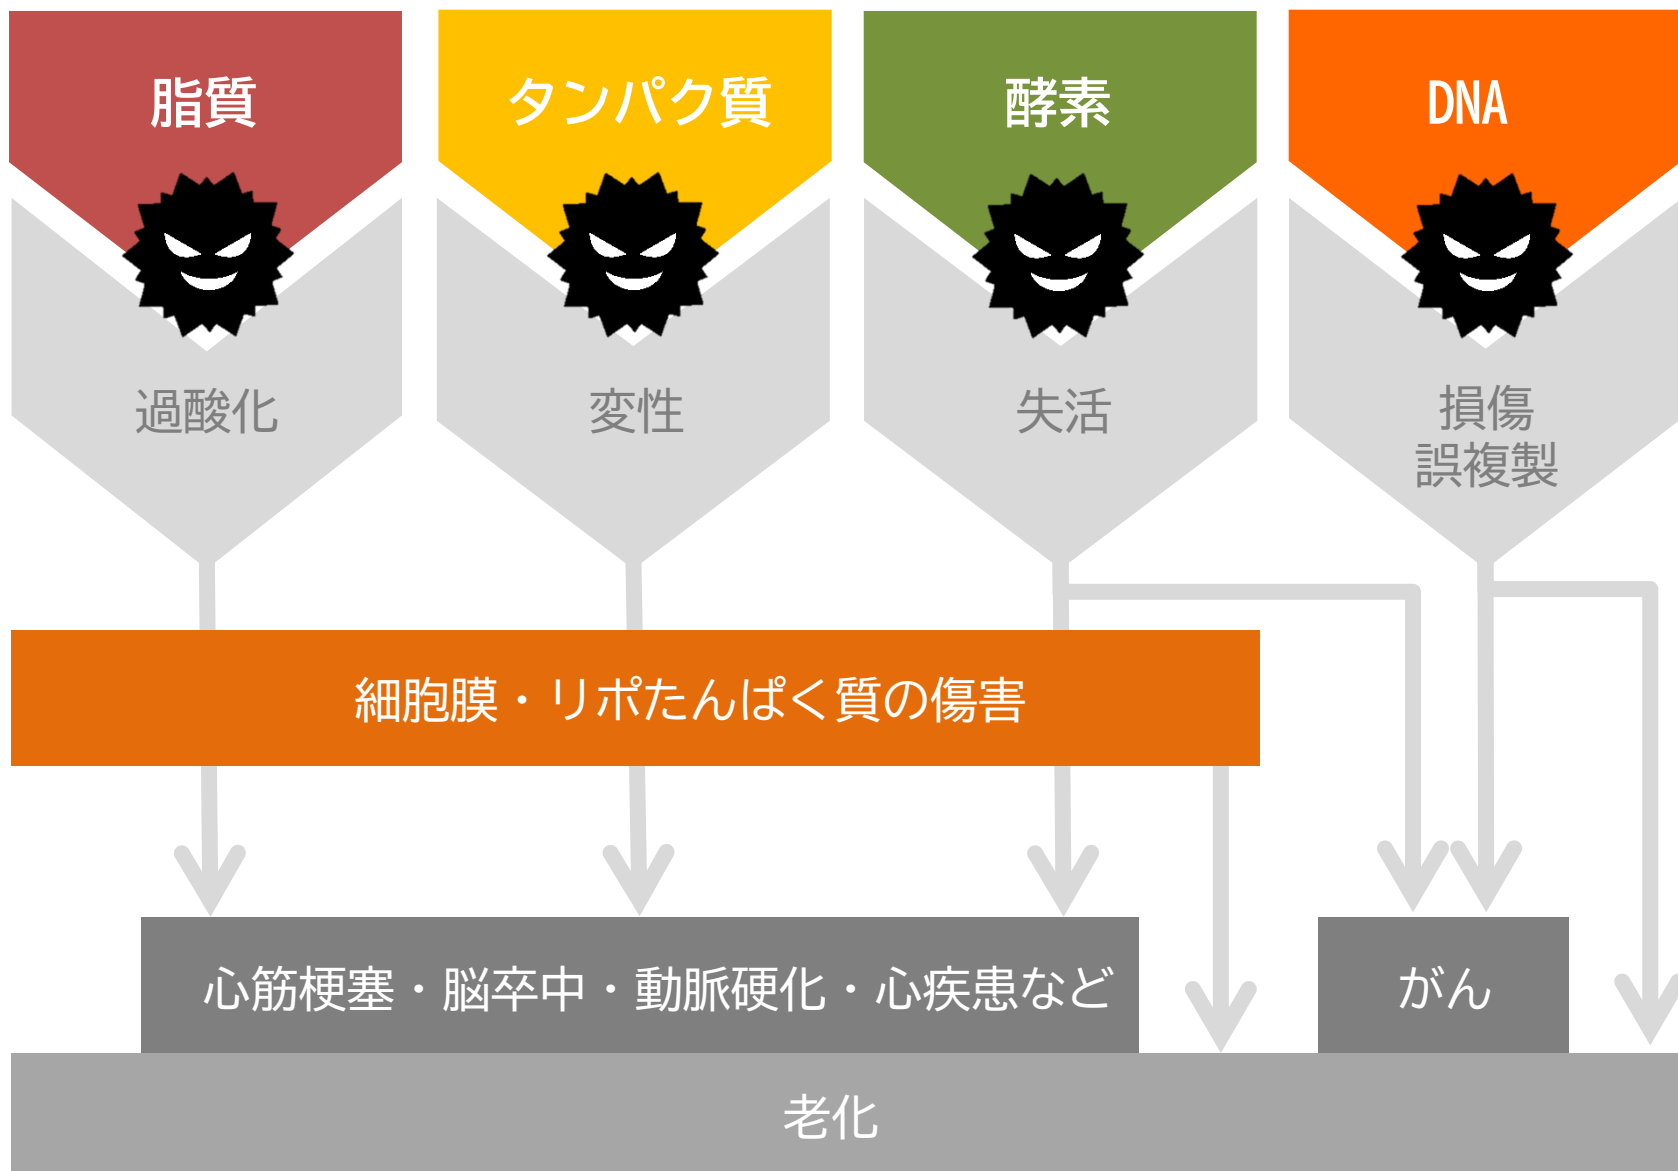 脂質
タンパク質
酵素
DNA
過酸化
変性
失活
損傷
誤複製
細胞膜・リポたんぱく質の傷害
心筋梗塞・脳卒中・動脈硬化・心疾患など
がん
老化